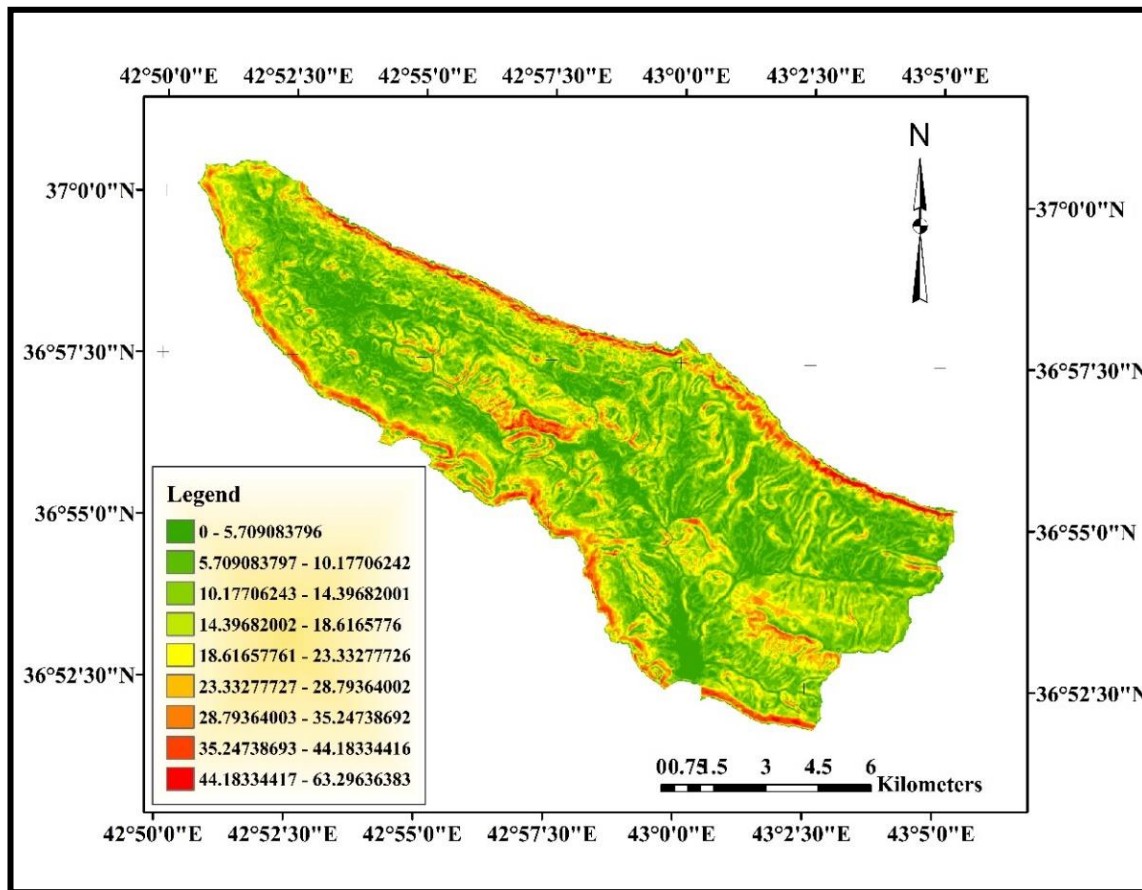 42°50'0"E 42°52'30"E 42°55'0"E 42°57'30"E 43°0'0"E 43°2'30"E 43°5'0"E
N
37°0'0"N
37°0'0"N
36°57'30"N
36°57'30"N
36°55'0"N
36°55'0"N
36°52'30"N
36°52'30"N
Legend
0 - 5.709083796
5.709083797 - 10.17706242
10.17706243 - 14.39682001
14.39682002 - 18.6165776
18.61657761 - 23.33277726
23.33277727 - 28.79364002
28.79364003 - 35.24738692
35.24738693 - 44.18334416
44.18334417 - 63.29636383
0 0.75 1.5 3 4.5 6
Kilometers
42°50'0"E 42°52'30"E 42°55'0"E 42°57'30"E 43°0'0"E 43°2'30"E 43°5'0"E